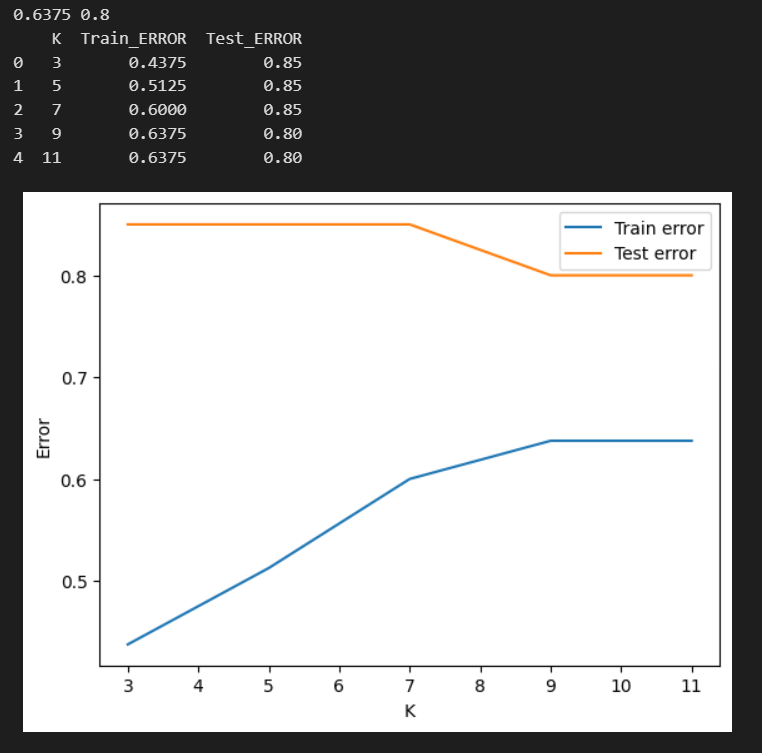 0.6375 0.8
K Train_ERROR Test_ERROR
0 3 0.4375 0.85
1 5 0.5125 0.85
2 7 0.6000 0.85
3 9 0.6375 0.80
4 11 0.6375 0.80
Train error
Test error
0.8
0.7
0.6
0.5
Error
3 4 5 6 7 8 9 10 11
K